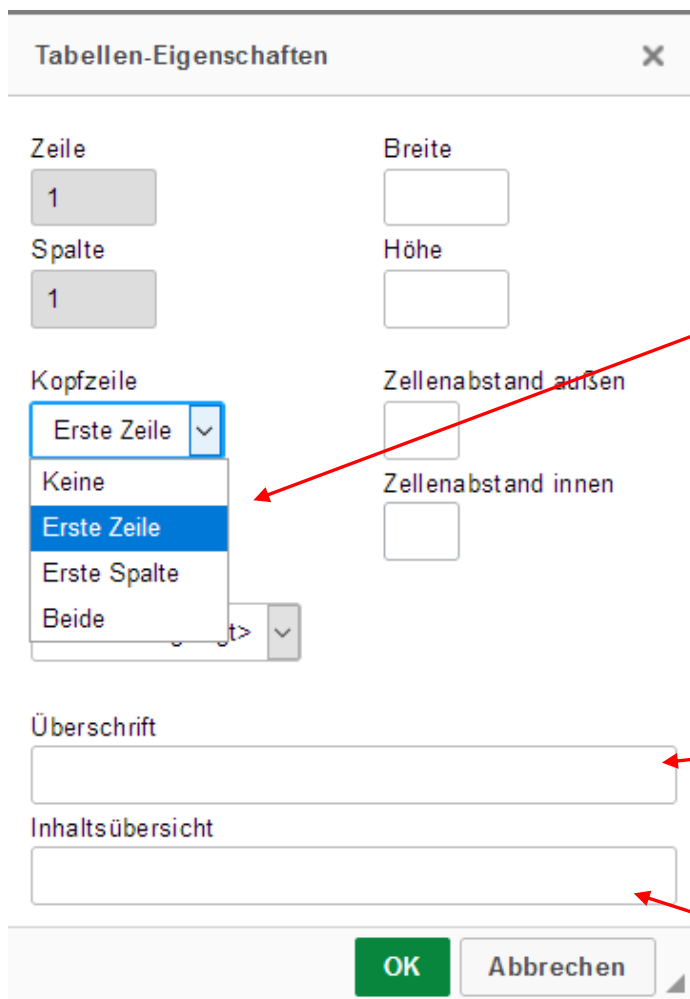 Tabellen-Eigenschaften
Zeile
1
Breite
Spalte
1
Höhe
Kopfzeile
Erste Zeile
Zellenabstand außen
Keine
Erste Zeile
Erste Spalte
Beide
Zellenabstand innen
Überschrift
Inhaltsübersicht
OK
Abbrechen